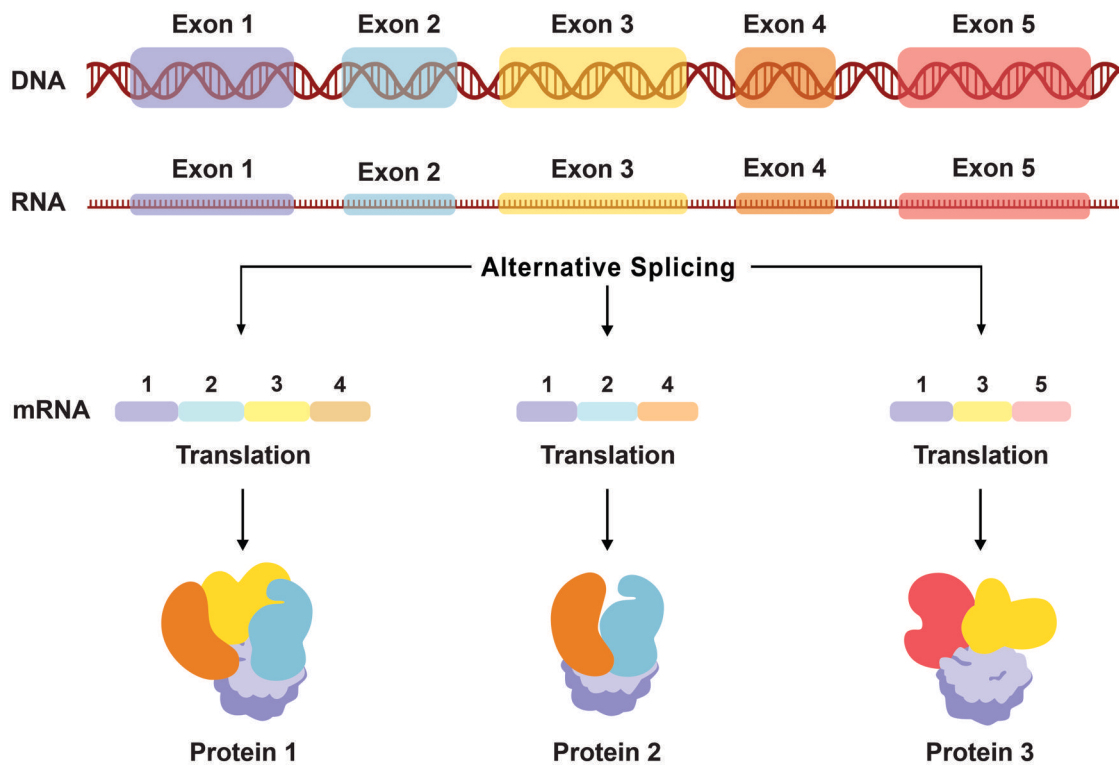 Exon 1 Exon 2 Exon 3 Exon 4 Exon 5
DNA
Exon 1 Exon 2 Exon 3 Exon 4 Exon 5
RNA
Alternative Splicing
1 2 3 4 1 2 4 1 3 5
mRNA
Translation Translation Translation
Protein 1 Protein 2 Protein 3